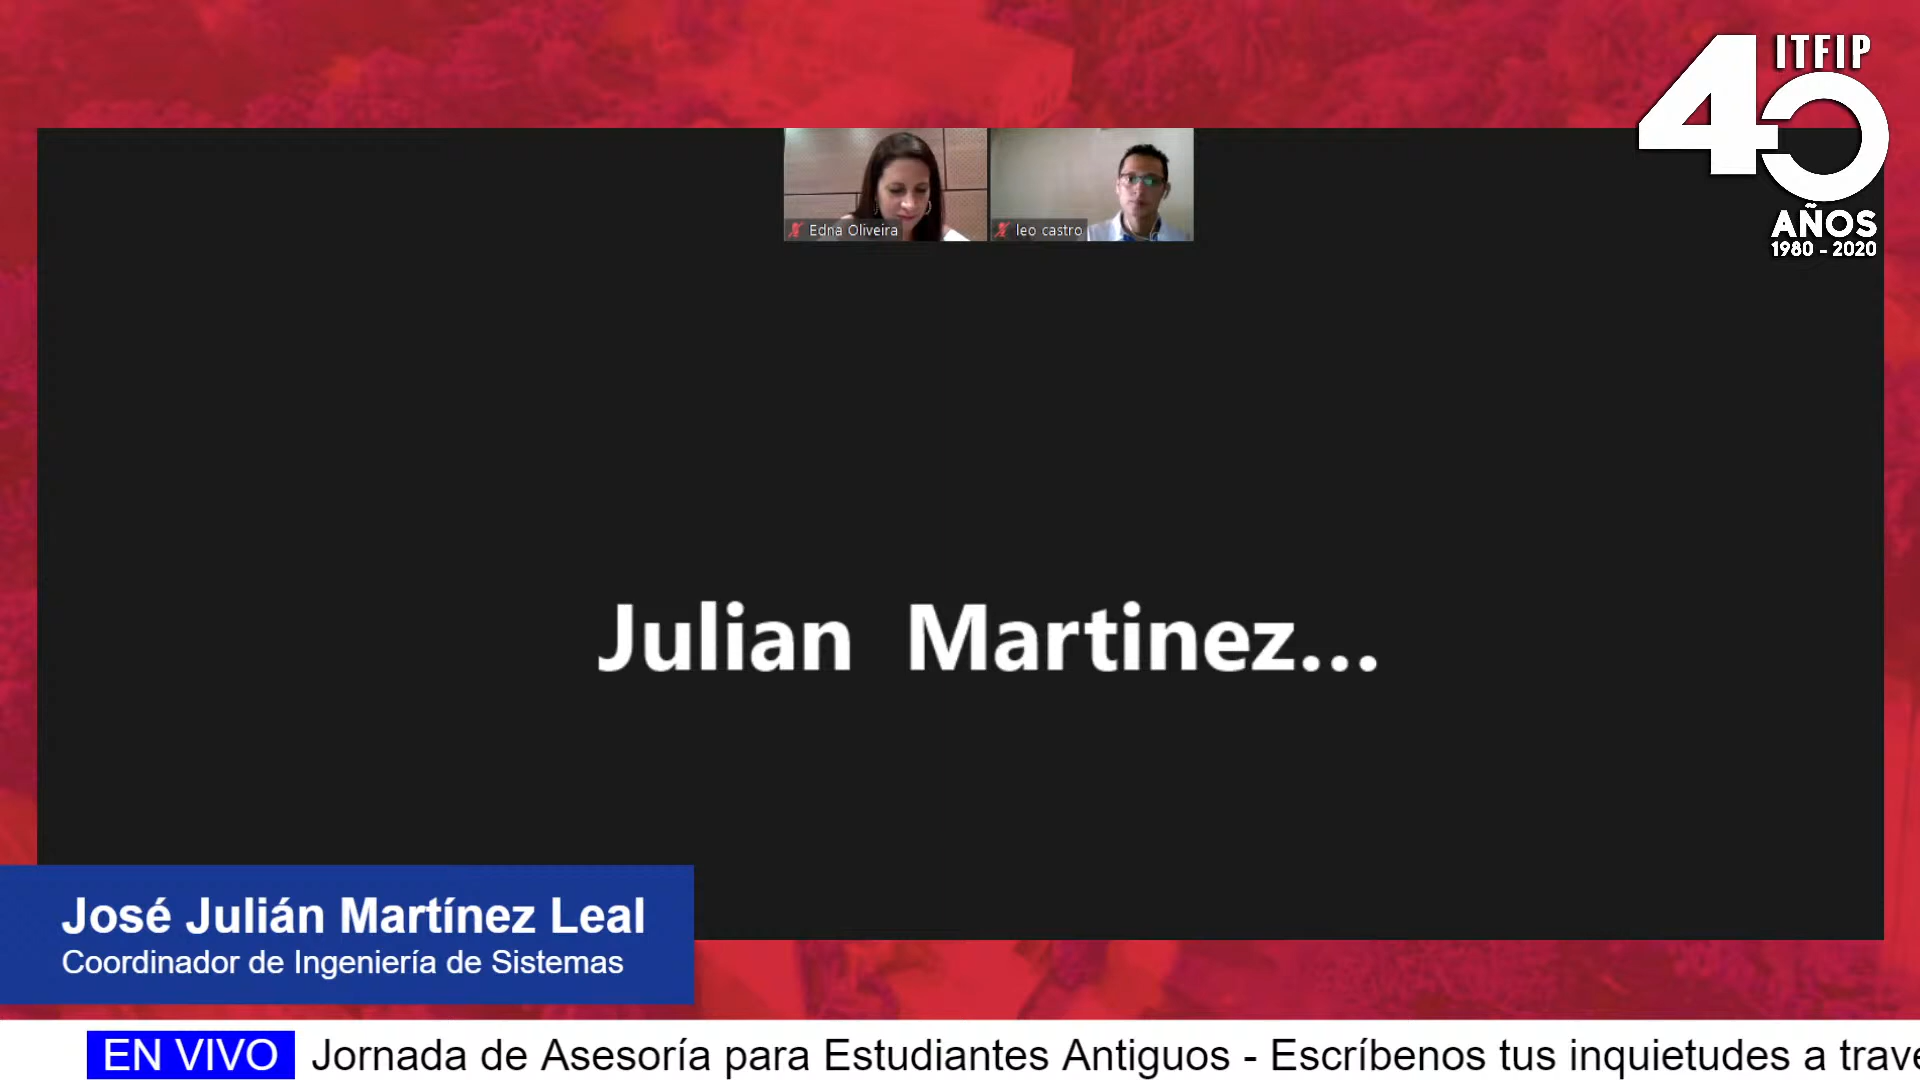 ITFIP
40
AÑOS
1980 - 2020
Edna Oliveira
leo castro
Julian Martinez...
José Julián Martínez Leal
Coordinador de Ingeniería de Sistemas
EN VIVO Jornada de Asesoría para Estudiantes Antiguos - Escríbenos tus inquietudes a trave